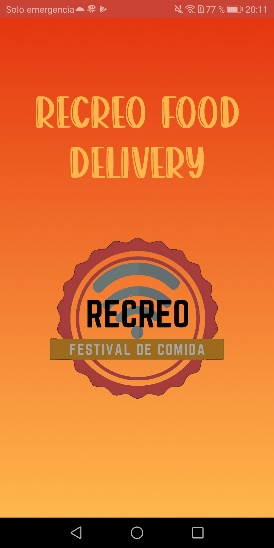 Solo emergencia 77 % 20:11
RECREO FOOD
DELIVERY
RECREO
FESTIVAL DE COMIDA